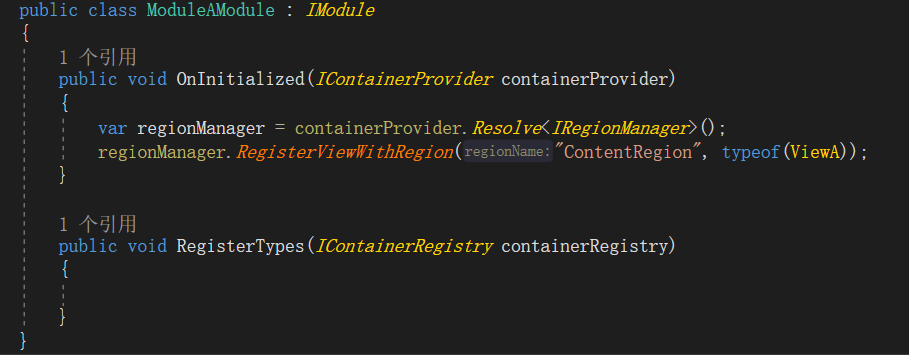 public class ModuleAModule : IModule
{
1 个引用
public void OnInitialized(IContainerProvider containerProvider)
{
var regionManager = containerProvider.Resolve<IRegionManager>();
regionManager.RegisterViewWithRegion(regionName:"ContentRegion", typeof(ViewA));
}
1 个引用
public void RegisterTypes(IContainerRegistry containerRegistry)
{
}
}